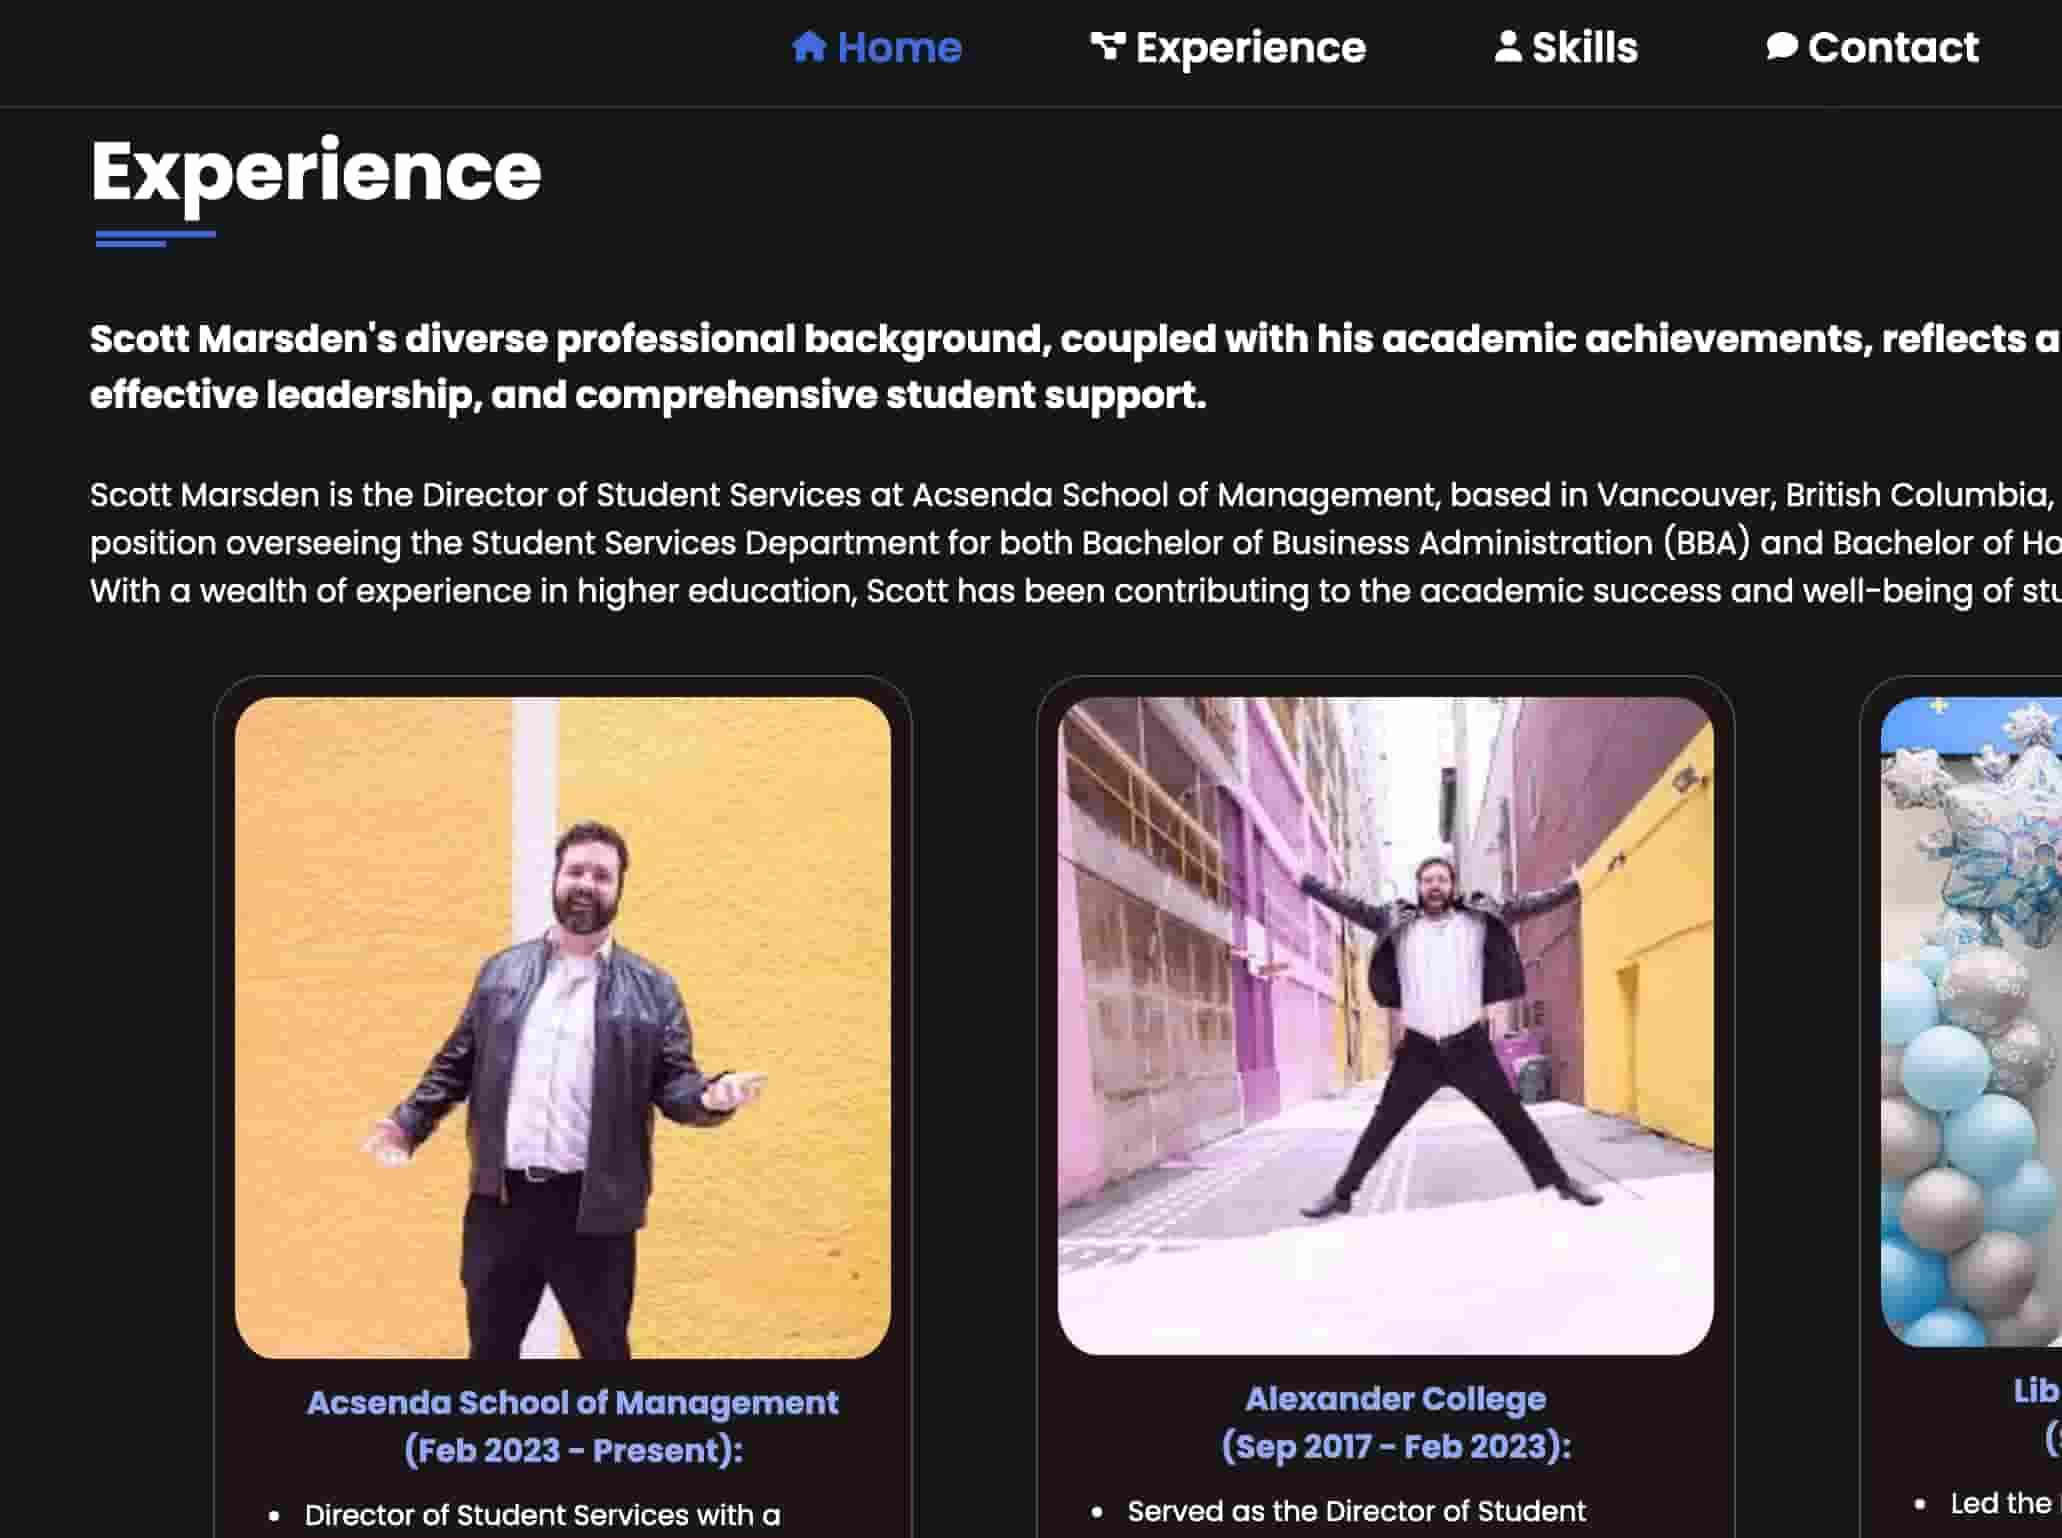 Home Experience Skills Contact
Experience
Scott Marsden's diverse professional background, coupled with his academic achievements, reflects a
effective leadership, and comprehensive student support.
Scott Marsden is the Director of Student Services at Acsenda School of Management, based in Vancouver, British Columbia,
position overseeing the Student Services Department for both Bachelor of Business Administration (BBA) and Bachelor of Ho
With a wealth of experience in higher education, Scott has been contributing to the academic success and well-being of stu
Acsenda School of Management
(Feb 2023 - Present):
• Director of Student Services with a
Alexander College
(Sep 2017 - Feb 2023):
• Served as the Director of Student
Lib
(
• Led the